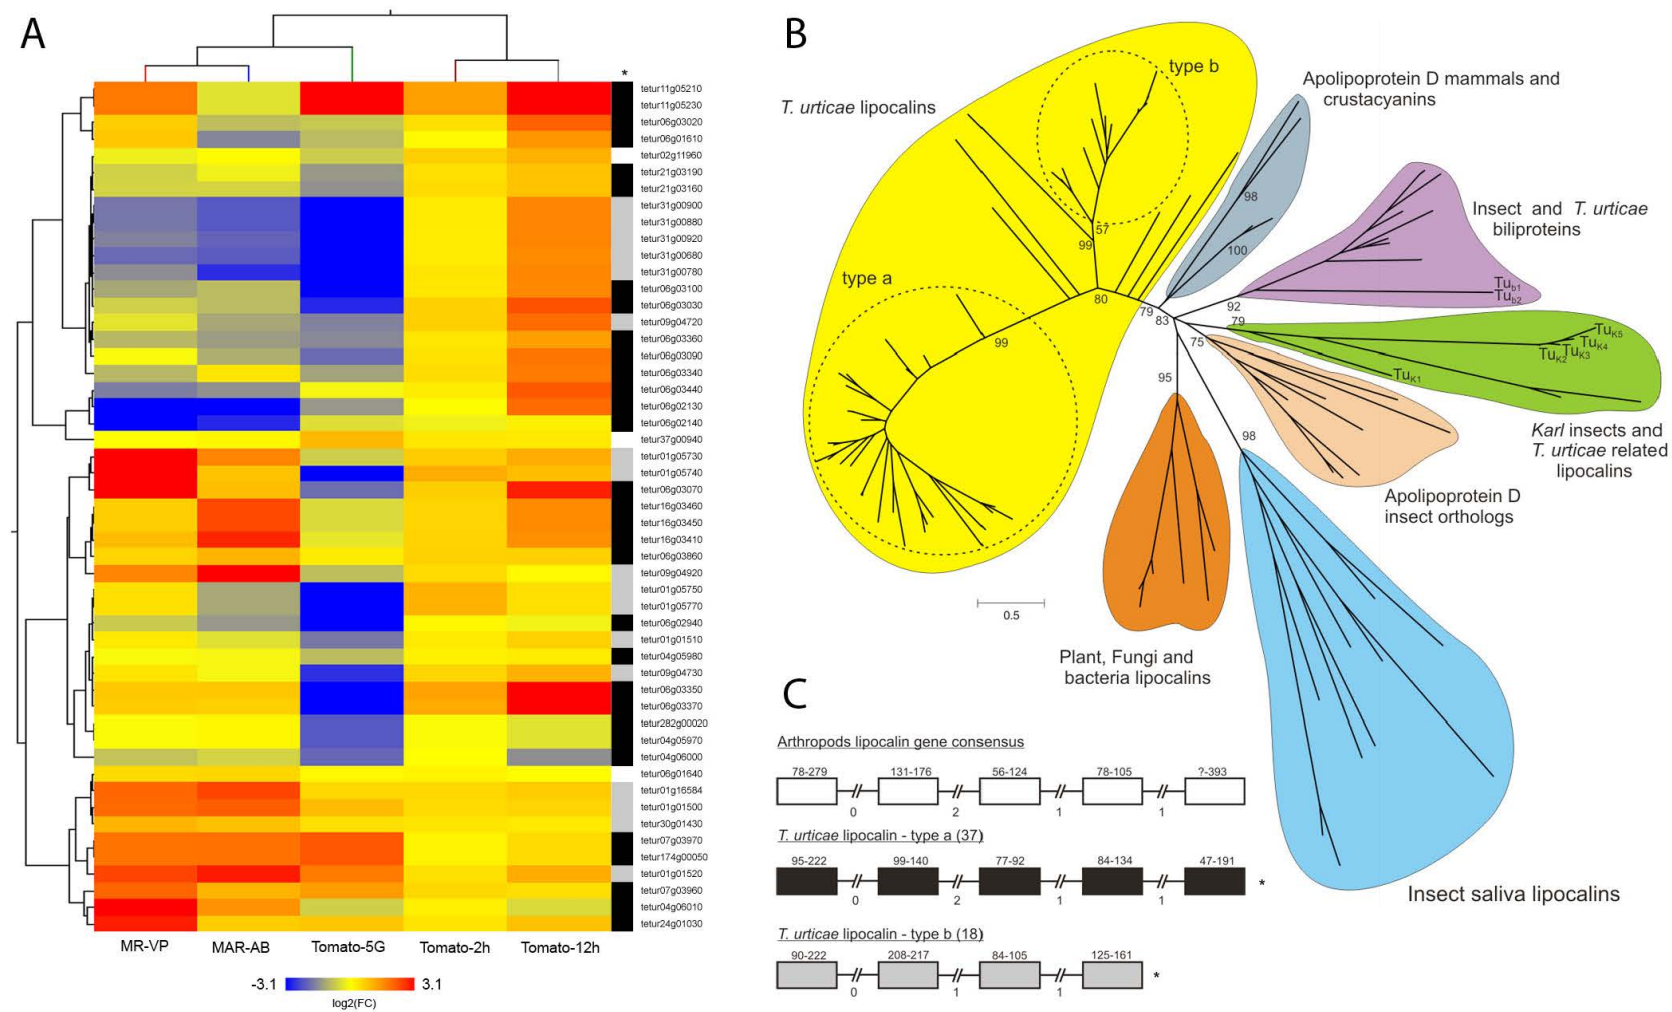 A
*
tetur11g05210
tetur11g05230
tetur06g03020
tetur06g01610
tetur02g11960
tetur21g03190
tetur21g03160
tetur31g00900
tetur31g00880
tetur31g00920
tetur31g00680
tetur31g00780
tetur06g03100
tetur06g03030
tetur09g04720
tetur06g03360
tetur06g03090
tetur06g03340
tetur06g03440
tetur06g02130
tetur06g02140
tetur37g00940
tetur01g05730
tetur01g05740
tetur06g03070
tetur16g03460
tetur16g03450
tetur16g03410
tetur06g03860
tetur09g04920
tetur01g05750
tetur01g05770
tetur06g02940
tetur01g01510
tetur04g05980
tetur09g04730
tetur06g03350
tetur06g03370
tetur282g00020
tetur04g05970
tetur04g06000
tetur06g01640
tetur01g16584
tetur01g01500
tetur30g01430
tetur07g03970
tetur174g00050
tetur01g01520
tetur07g03960
tetur04g06010
tetur24g01030
MR-VP MAR-AB Tomato-5G Tomato-2h Tomato-12h
-3.1 3.1
log2(FC)
B
T. urticae lipocalins
type b
type a
57
99
99
80
79
83
Apolipoprotein D mammals and
crustacyanins
98
100
Insect and T. urticae
biliproteins
Tub1
Tub2
92
79
TuK5
TuK4
TuK3
TuK2
TuK1
Karl insects and
T. urticae related
lipocalins
75
Apolipoprotein D
insect orthologs
95
98
0.5
Plant, Fungi and
bacteria lipocalins
Insect saliva lipocalins
C
Arthropods lipocalin gene consensus
78-279 131-176 56-124 78-105 ?-393
0 2 1 1
T. urticae lipocalin - type a (37)
95-222 99-140 77-92 84-134 47-191
*
0 2 1 1
T. urticae lipocalin - type b (18)
90-222 208-217 84-105 125-161
*
0 1 1